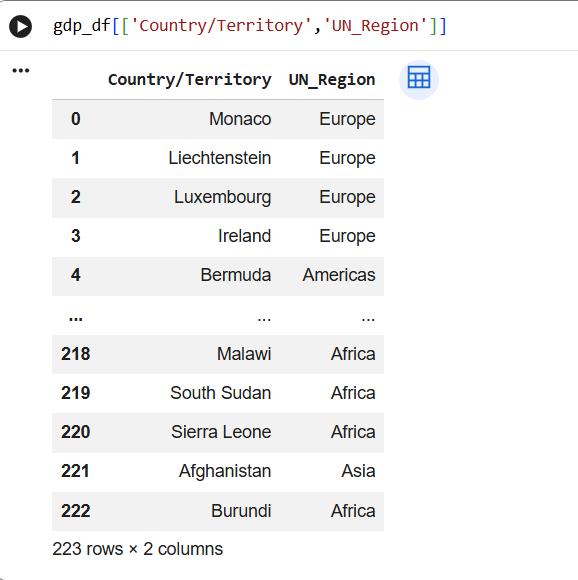 gdp_df[['Country/Territory','UN_Region']]
...
Country/Territory UN_Region
0 Monaco Europe
1 Liechtenstein Europe
2 Luxembourg Europe
3 Ireland Europe
4 Bermuda Americas
... ... ...
218 Malawi Africa
219 South Sudan Africa
220 Sierra Leone Africa
221 Afghanistan Asia
222 Burundi Africa
223 rows × 2 columns